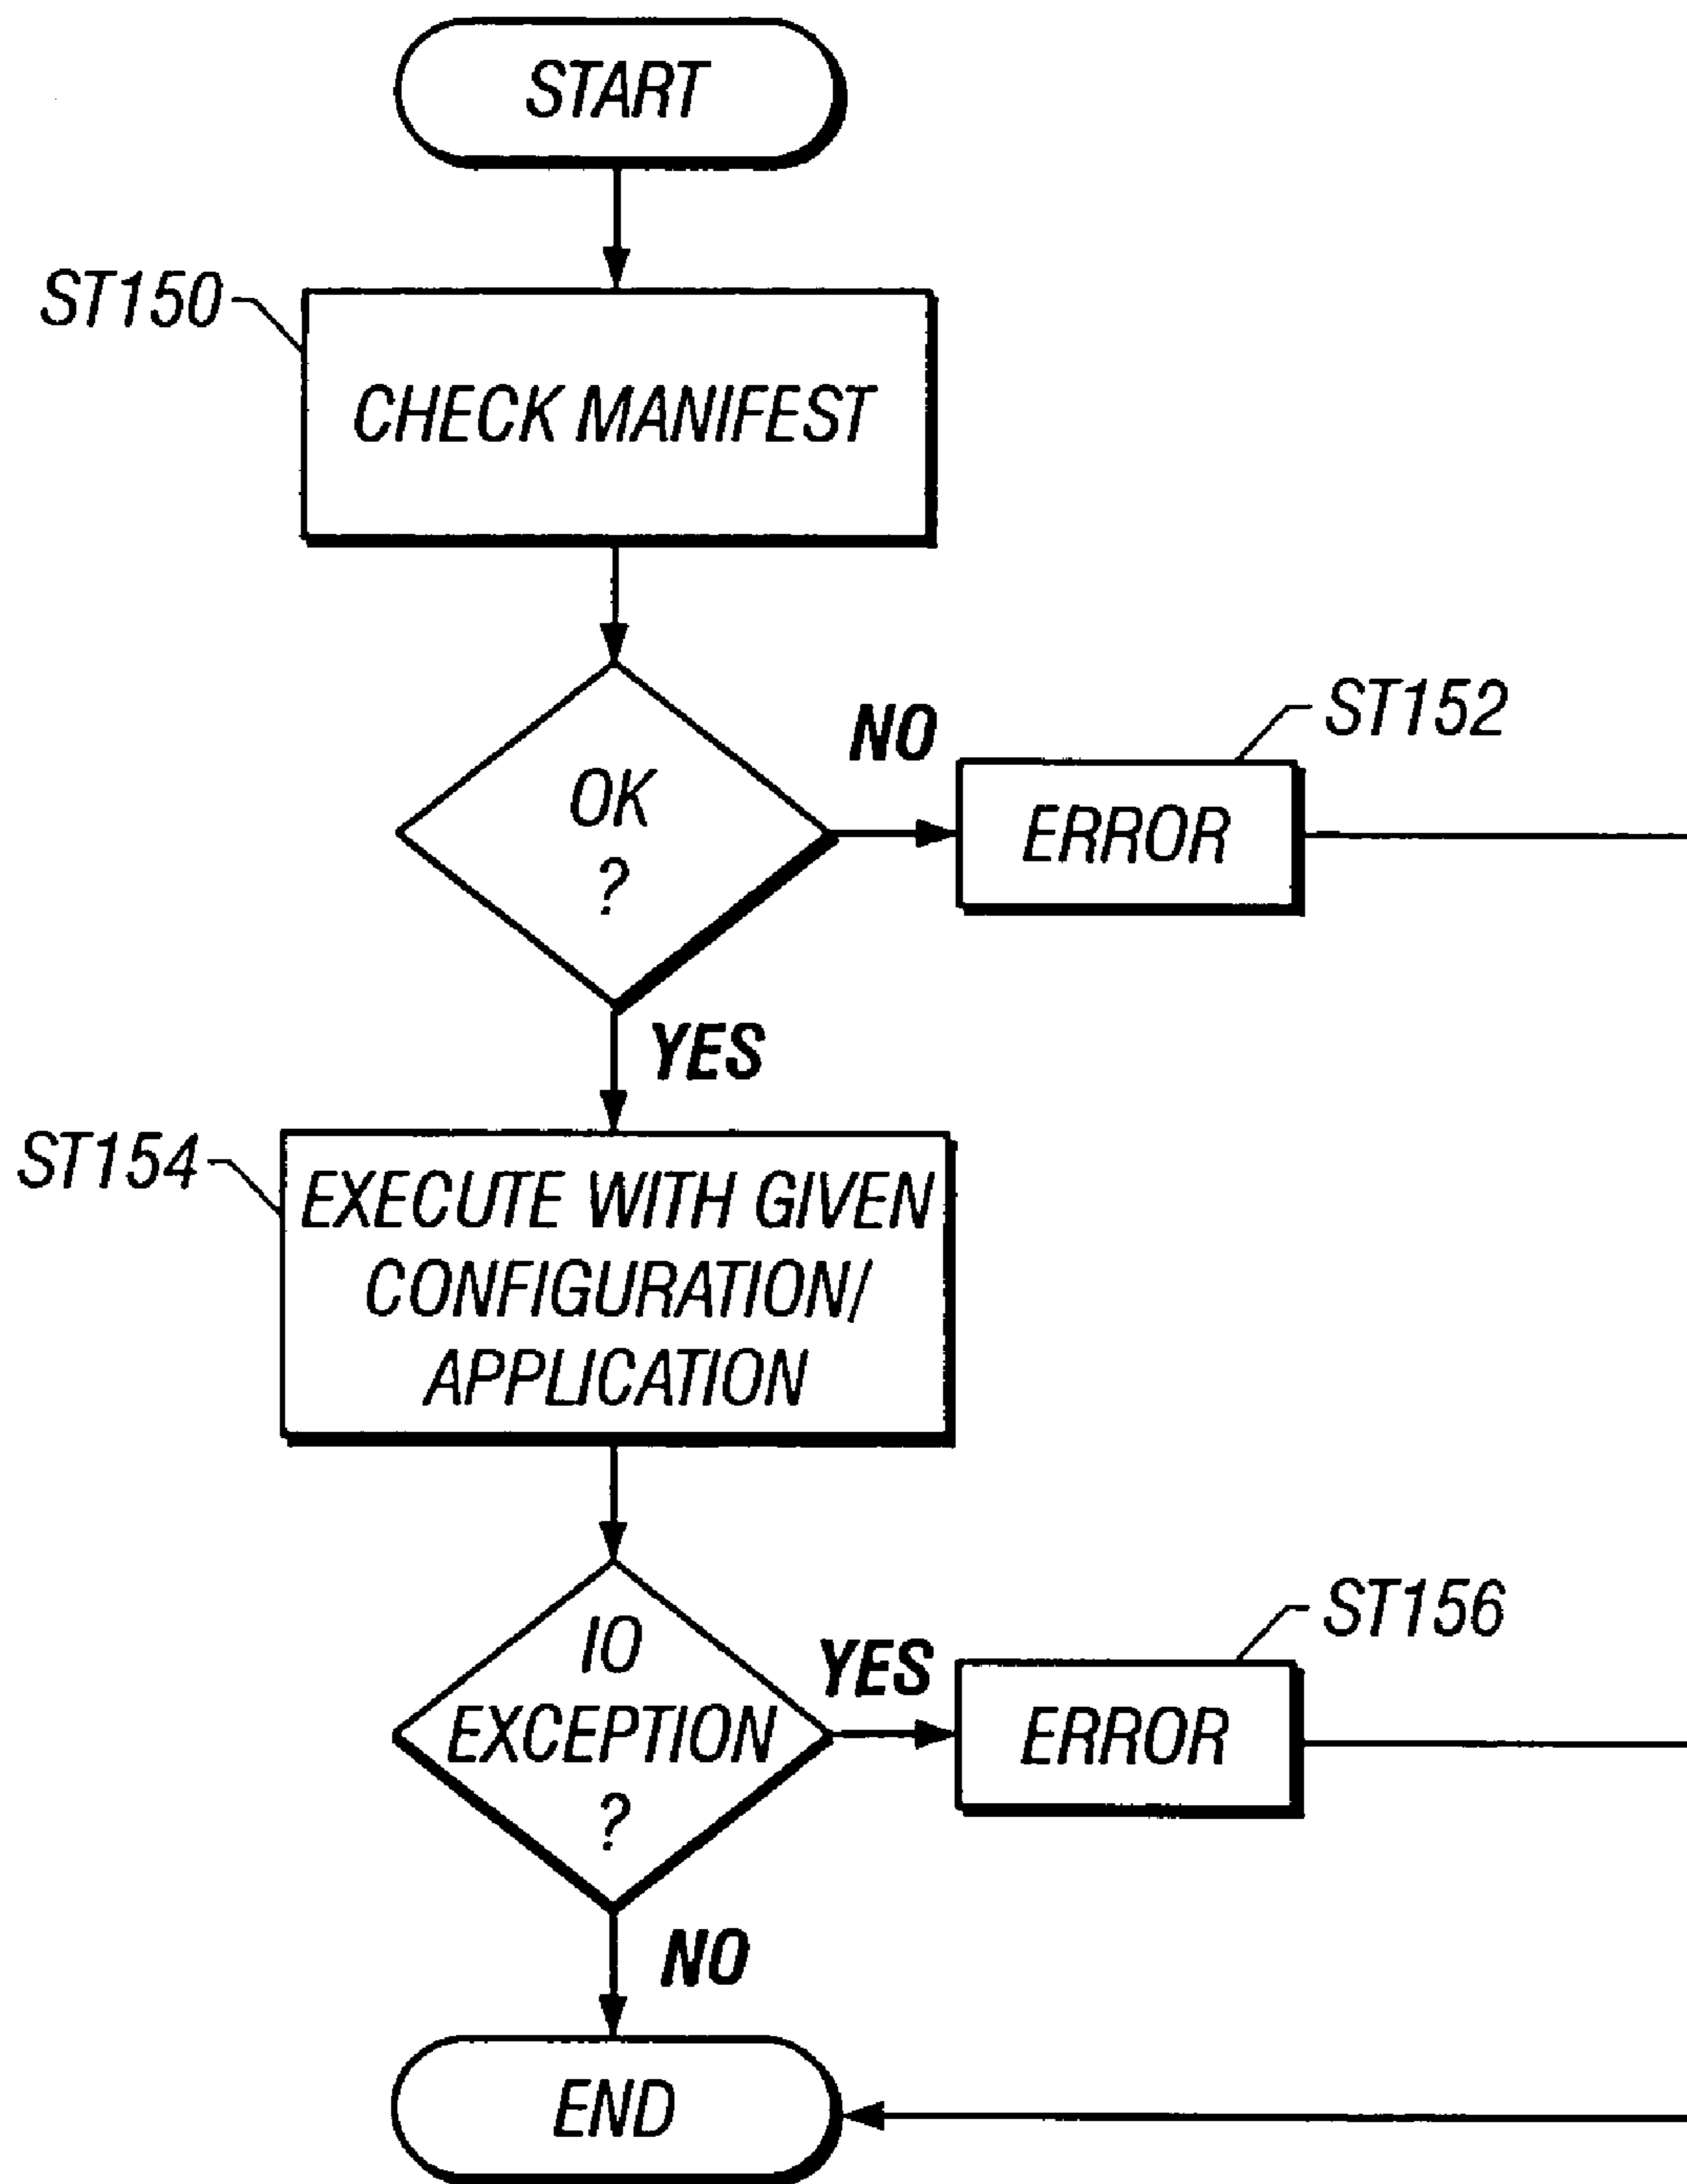 START
ST150
CHECK MANIFEST
OK
?
NO
ST152
ERROR
YES
ST154
EXECUTE WITH GIVEN
CONFIGURATION/
APPLICATION
IO
EXCEPTION
?
YES
ST156
ERROR
NO
END